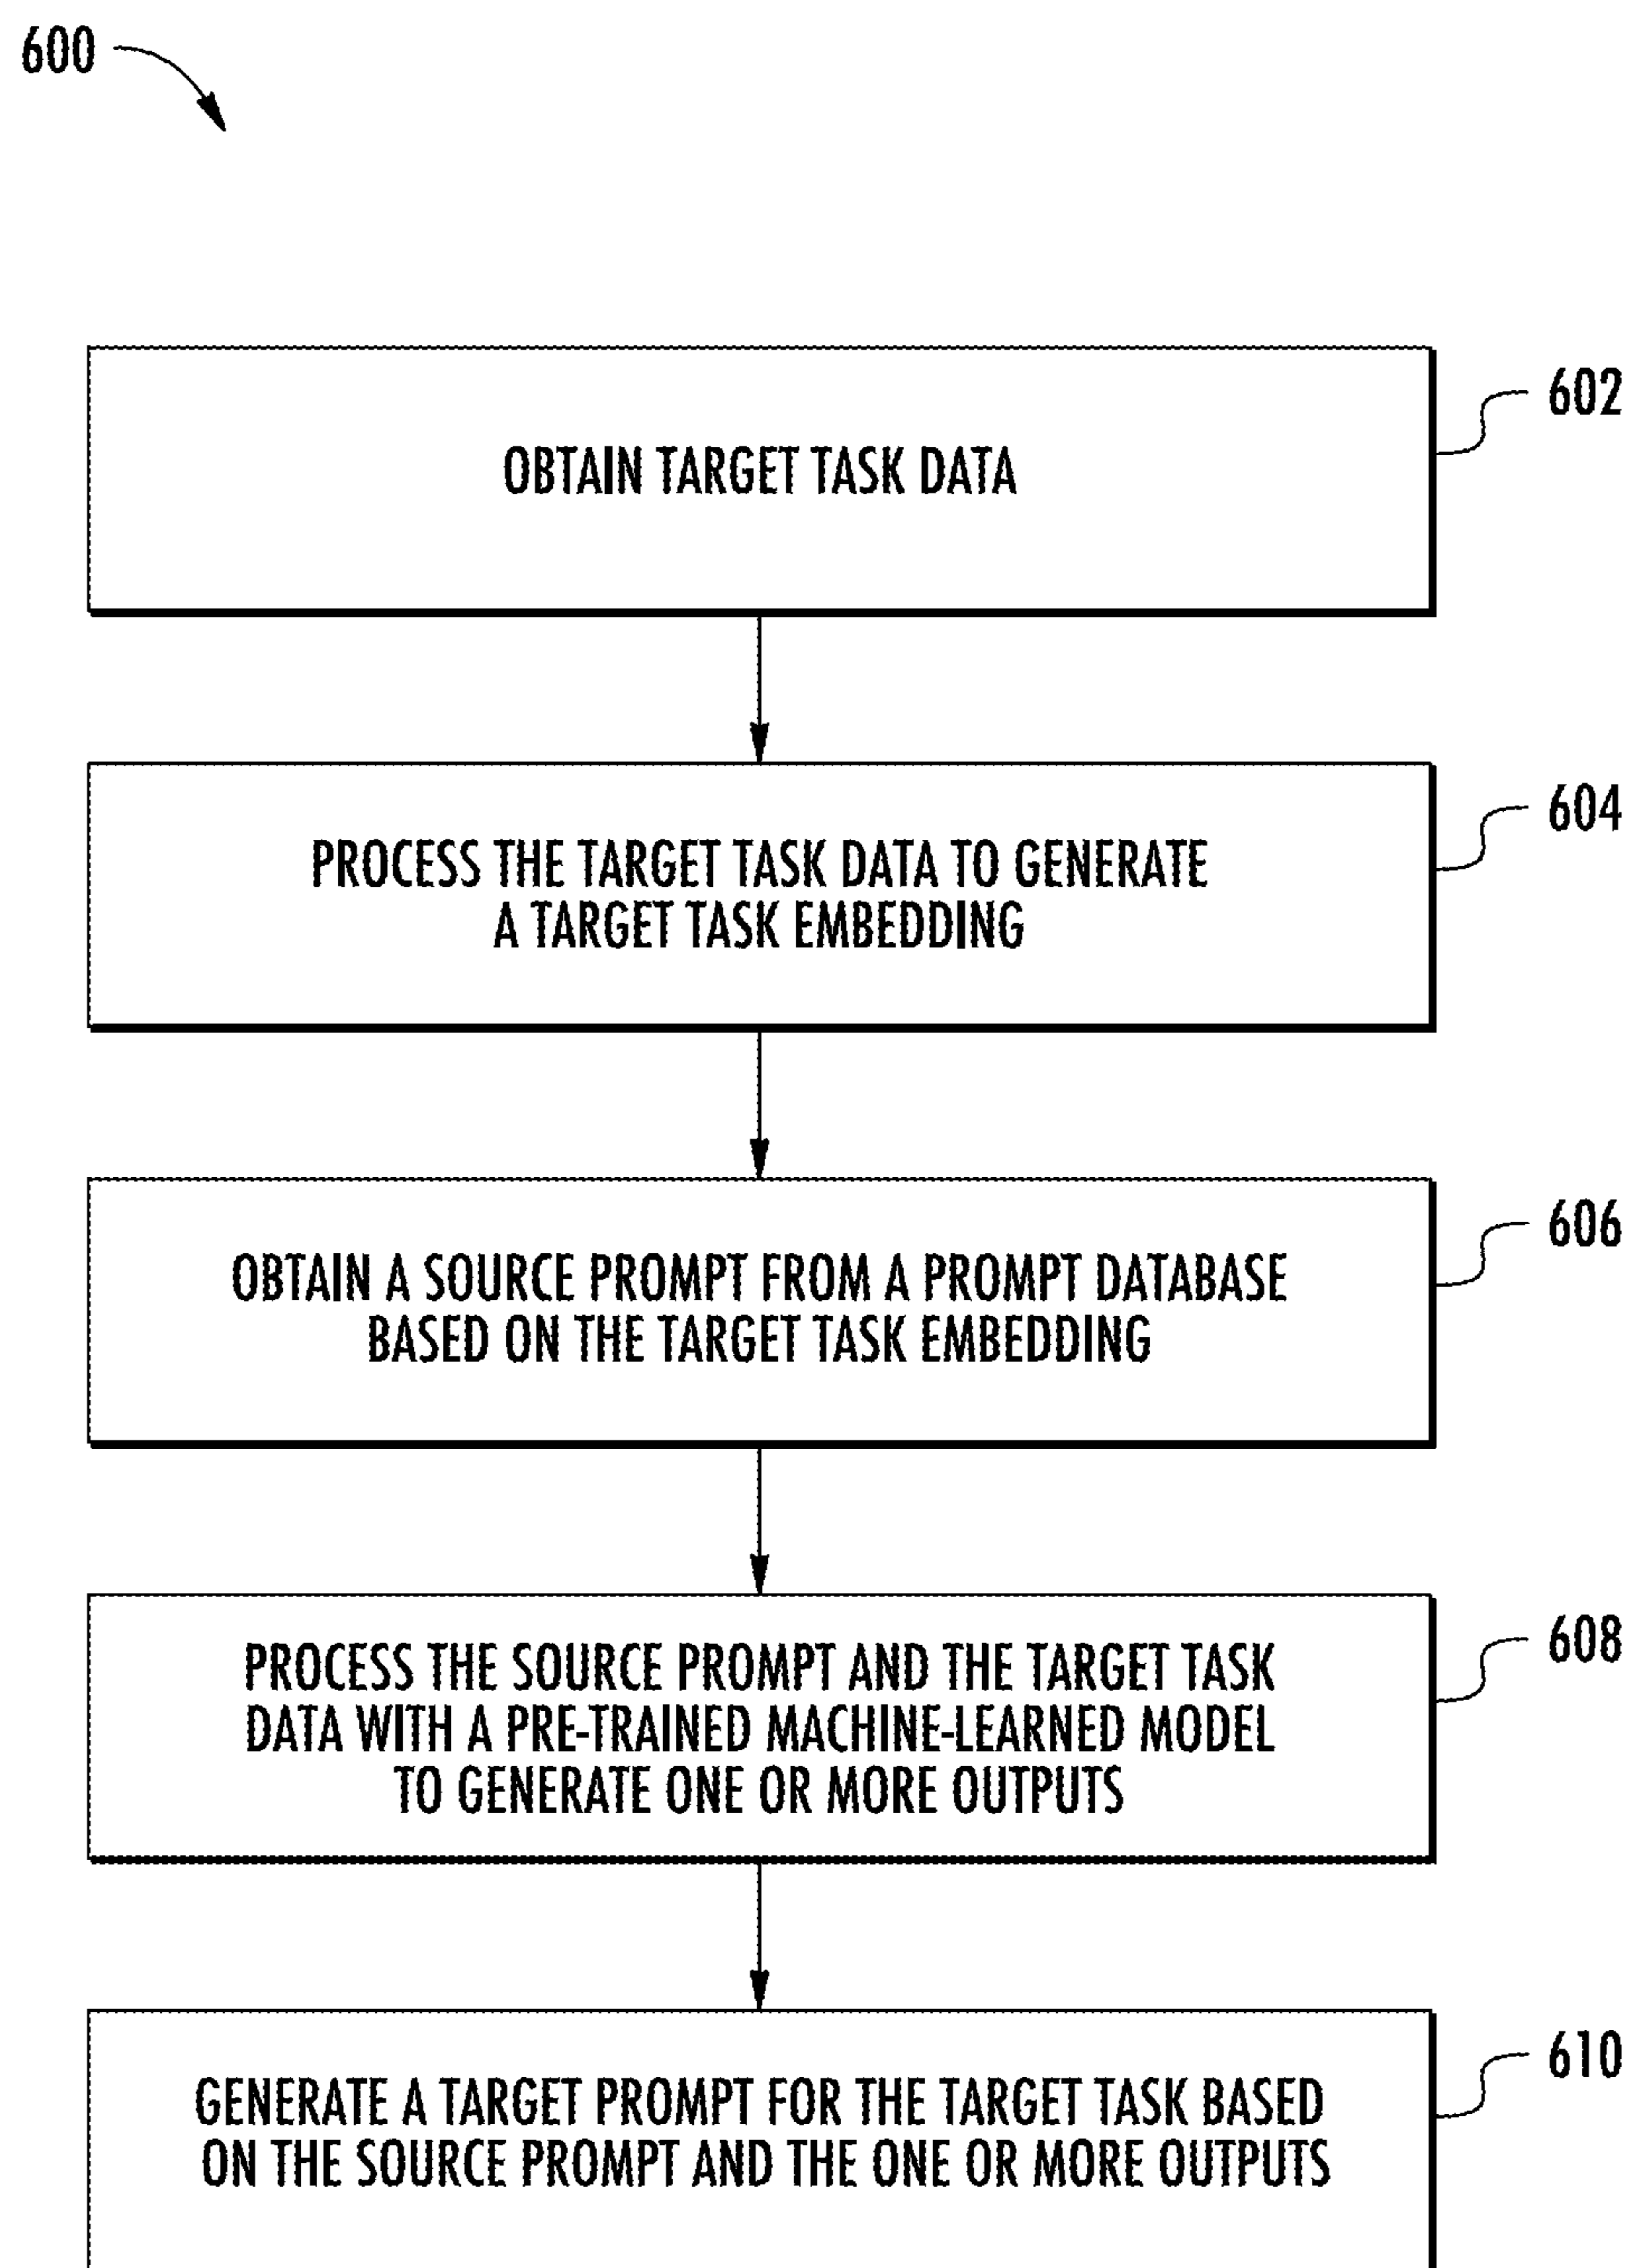 600
OBTAIN TARGET TASK DATA
602
PROCESS THE TARGET TASK DATA TO GENERATE
A TARGET TASK EMBEDDING
604
OBTAIN A SOURCE PROMPT FROM A PROMPT DATABASE
BASED ON THE TARGET TASK EMBEDDING
606
PROCESS THE SOURCE PROMPT AND THE TARGET TASK
DATA WITH A PRE-TRAINED MACHINE-LEARNED MODEL
TO GENERATE ONE OR MORE OUTPUTS
608
GENERATE A TARGET PROMPT FOR THE TARGET TASK BASED
ON THE SOURCE PROMPT AND THE ONE OR MORE OUTPUTS
610